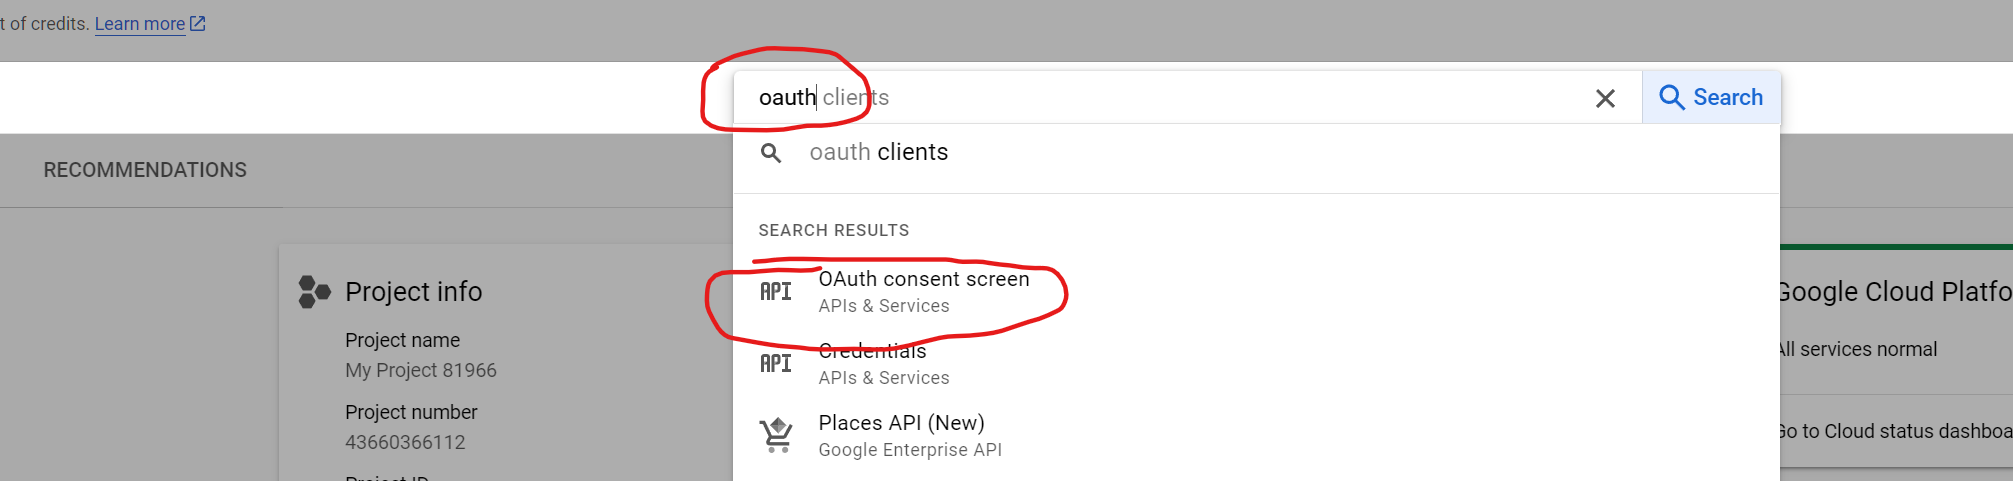 t of credits. Learn more
oauth clients
Search
oauth clients
RECOMMENDATIONS
SEARCH RESULTS
API
OAuth consent screen
APIs & Services
API
Credentials
APIs & Services
Places API (New)
Google Enterprise API
Project info
Project name
My Project 81966
Project number
43660366112
Project ID
Google Cloud Platfo
All services normal
Go to Cloud status dashboa